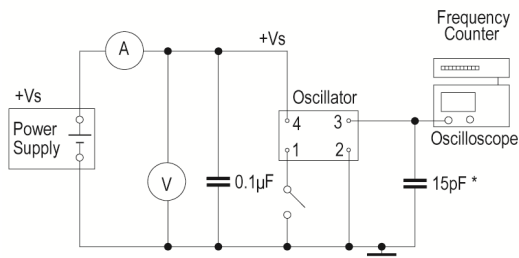 Frequency
Counter
A
+Vs
+Vs
Oscillator
Power
Supply
4
3
Oscilloscope
1
2
V
0.1µF
15pF *